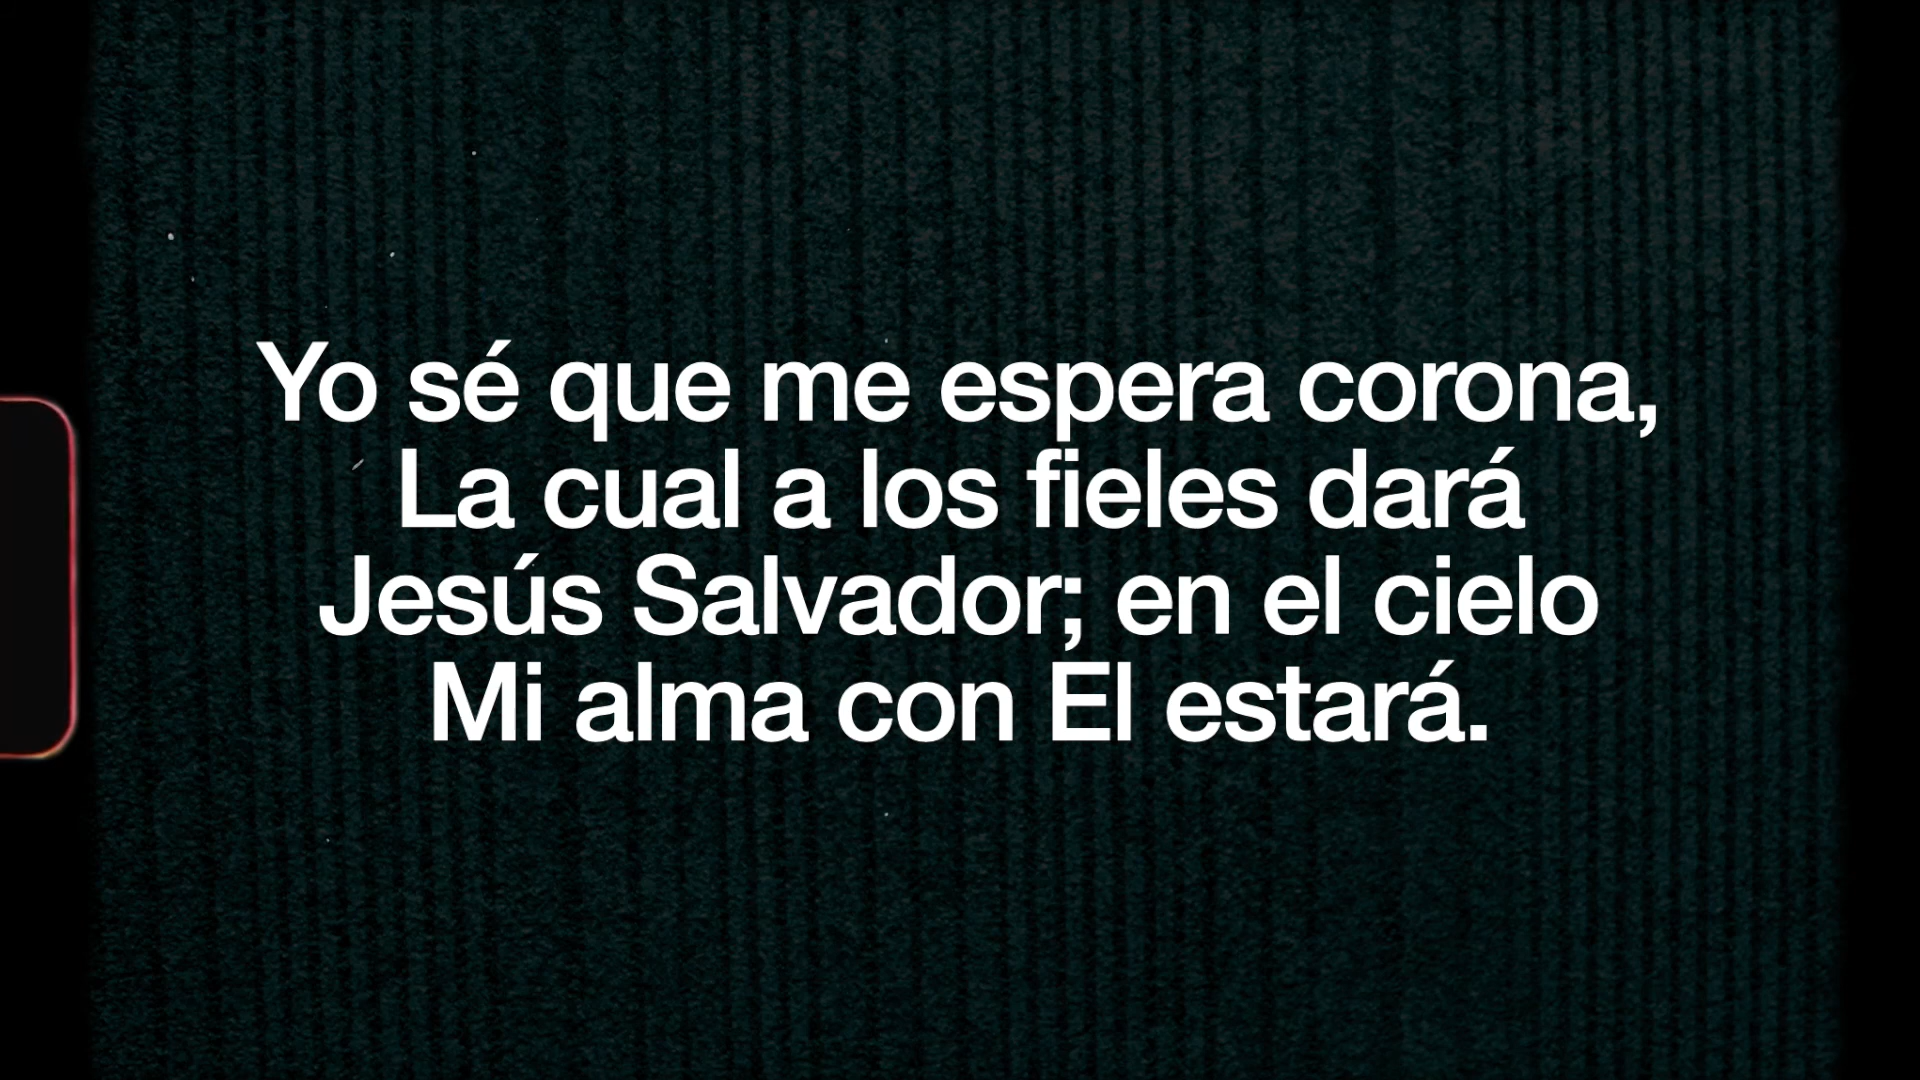 Yo sé que me espera corona,
La cual a los fieles dará
Jesús Salvador; en el cielo
Mi alma con El estará.